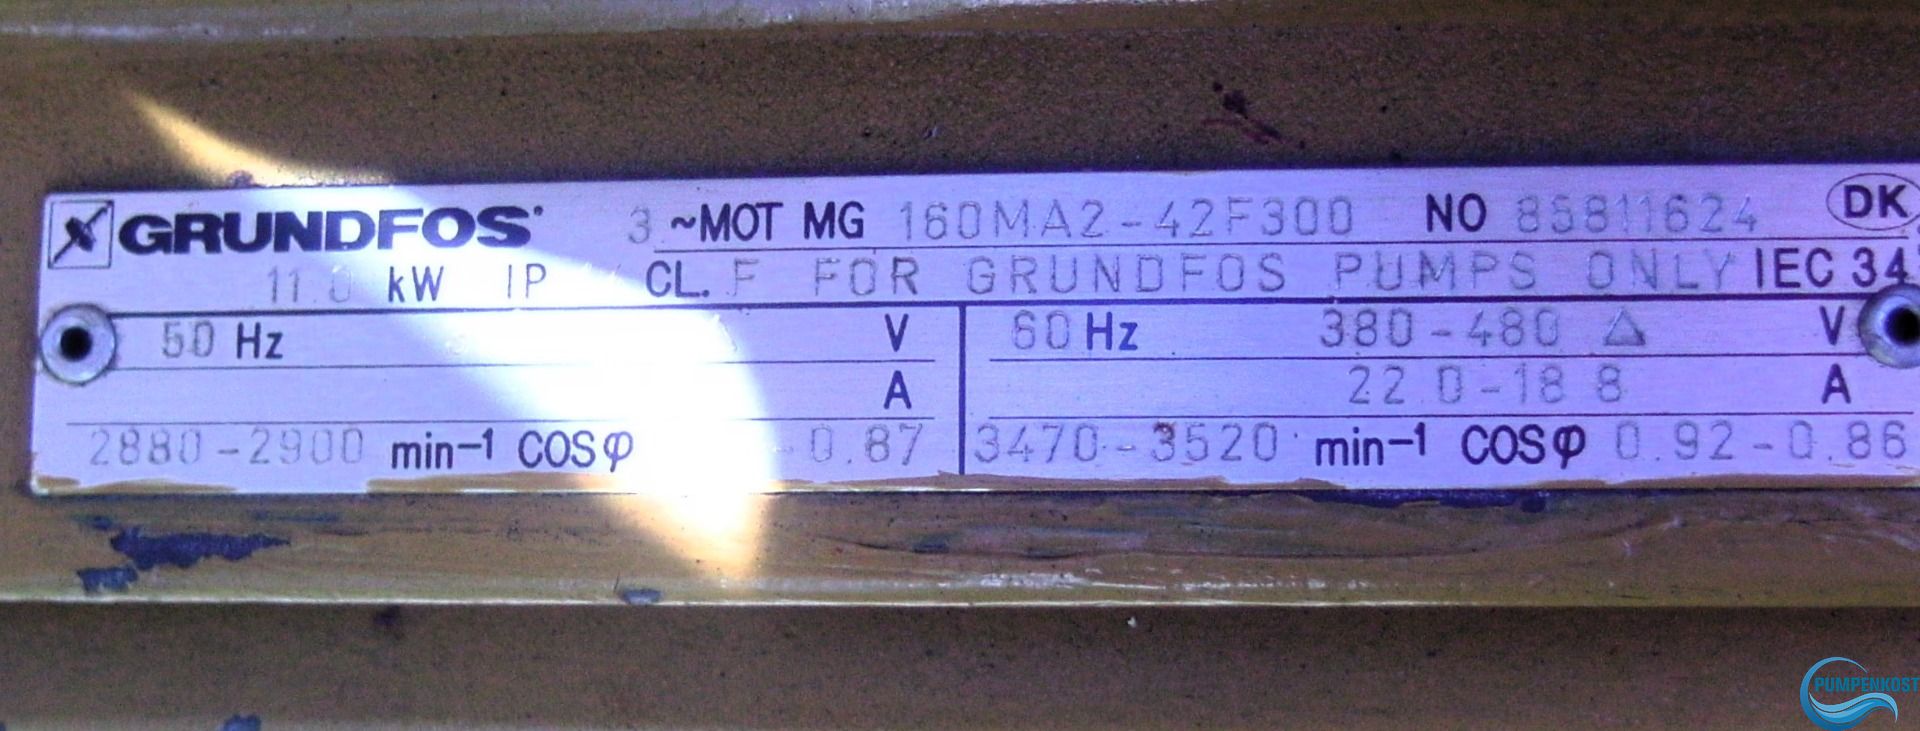 GRUNDFOS 3 ~MOT MG 160MA2-42F300 NO 85811624 DK
11.0 kW IP CL. F FOR GRUNDFOS PUMPS ONLY IEC 34
50 Hz V 60 Hz 380-480 △ V
A 22.0-18.8 A
2880-2900 min-1 COSφ -0.87 3470-3520 min-1 COSφ 0.92-0.86
PUMPENKOST